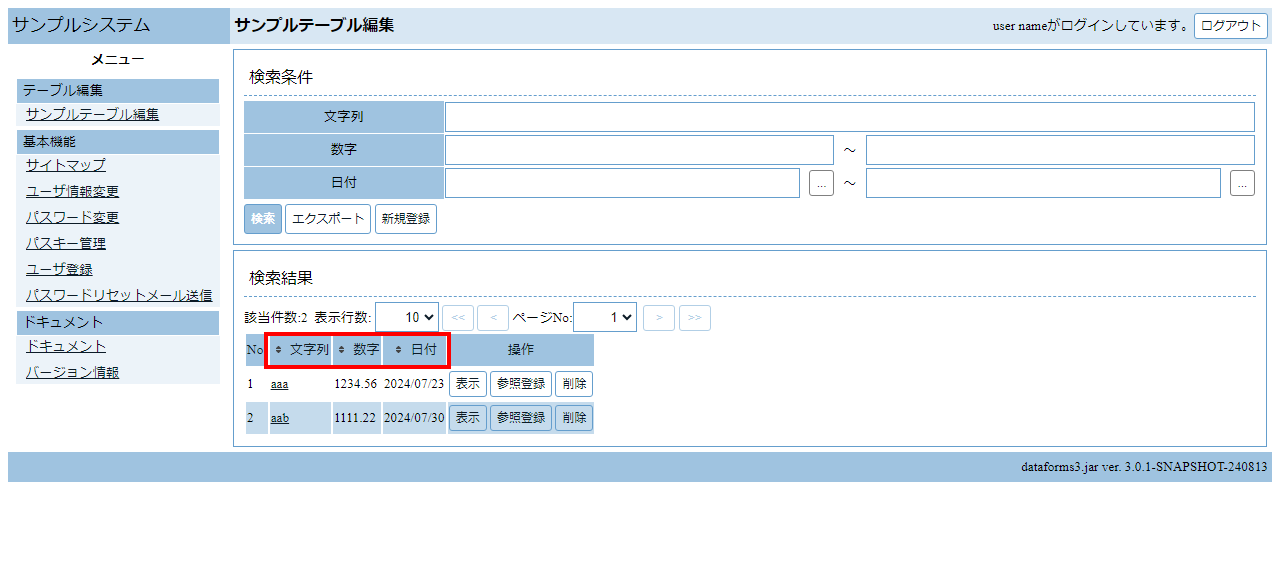 サンプルシステム
サンプルテーブル編集
user nameがログインしています。 ログアウト
メニュー
テーブル編集
サンプルテーブル編集
基本機能
サイトマップ
ユーザ情報変更
パスワード変更
パスキー管理
ユーザ登録
パスワードリセットメール送信
ドキュメント
ドキュメント
バージョン情報
検索条件
文字列
数字 ～
日付 ... ～ ...
検索 エクスポート 新規登録
検索結果
該当件数:2 表示行数: 10 << < ページNo: 1 > >>
No 文字列 数字 日付 操作
1 aaa 1234.56 2024/07/23 表示 参照登録 削除
2 aab 1111.22 2024/07/30 表示 参照登録 削除
dataforms3.jar ver. 3.0.1-SNAPSHOT-240813